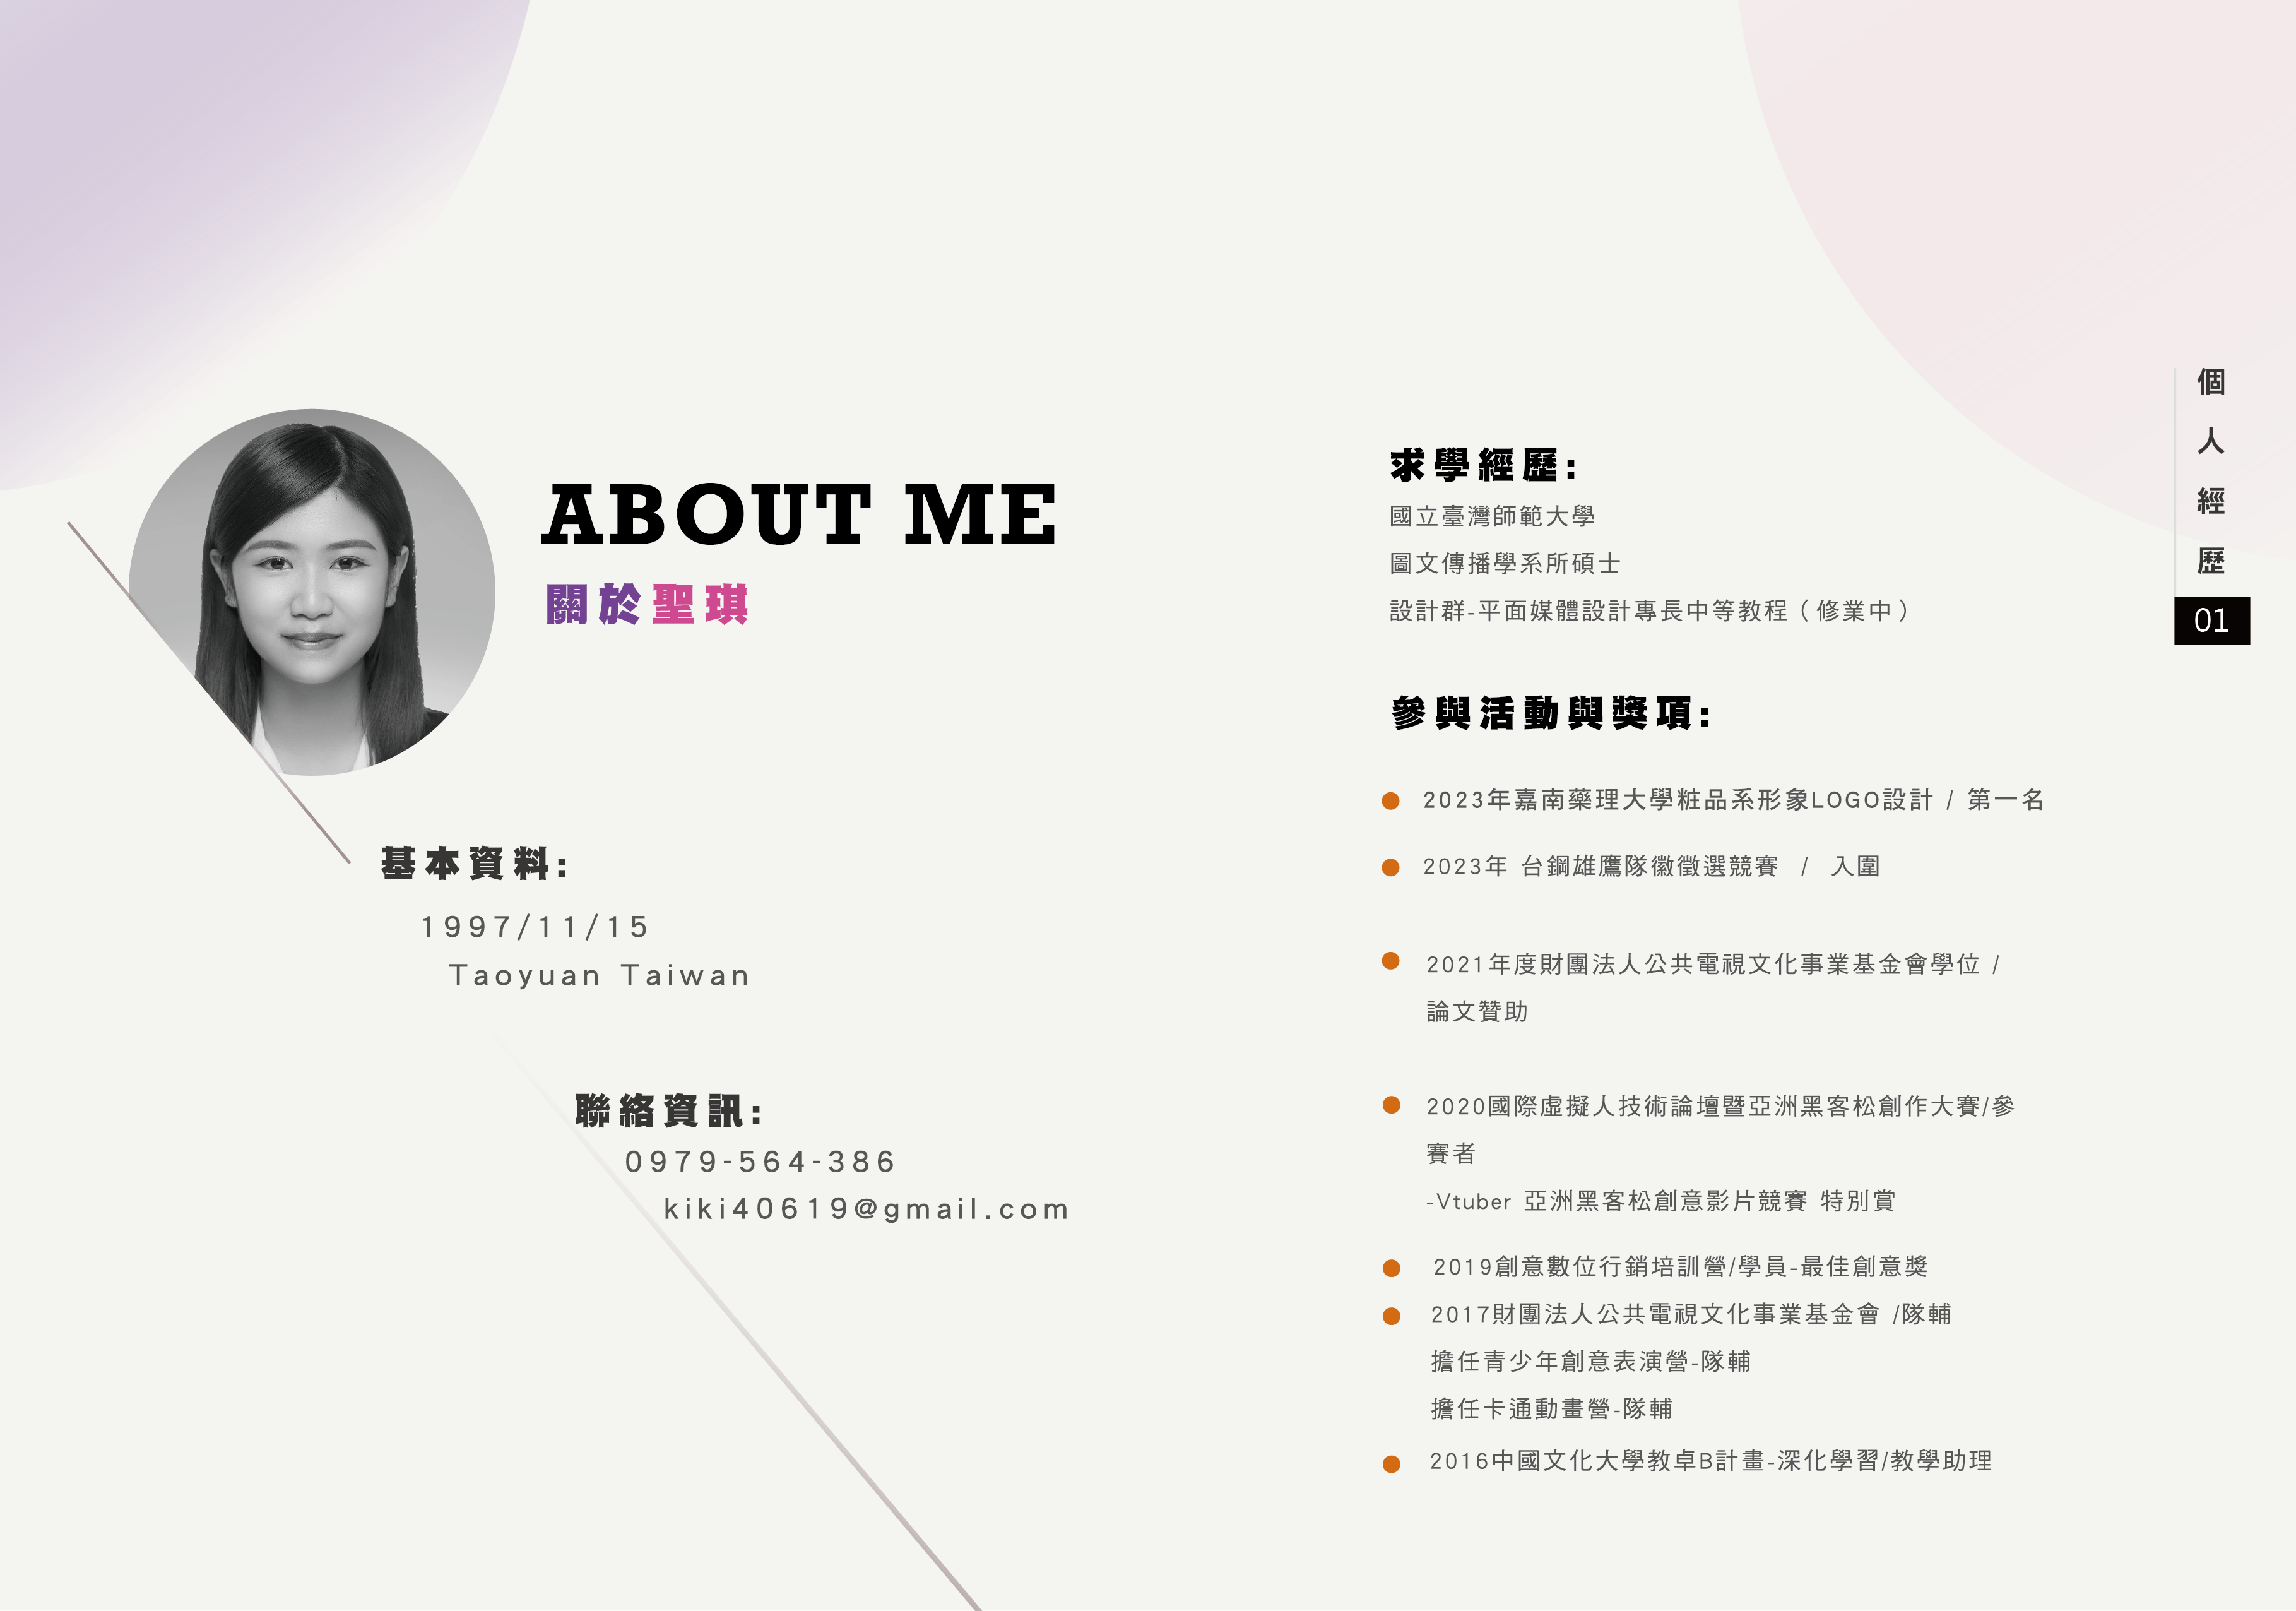 ABOUT ME
關於聖琪
基本資料:
1997/11/15
Taoyuan Taiwan
聯絡資訊:
0979-564-386
kiki40619@gmail.com
求學經歷:
國立臺灣師範大學
圖文傳播學系所碩士
設計群-平面媒體設計專長中等教程（修業中）
參與活動與獎項:
2023年嘉南藥理大學粧品系形象LOGO設計 / 第一名
2023年 台鋼雄鷹隊徽徵選競賽 / 入圍
2021年度財團法人公共電視文化事業基金會學位 /
論文贊助
2020國際虛擬人技術論壇暨亞洲黑客松創作大賽/參
賽者
-Vtuber 亞洲黑客松創意影片競賽 特別賞
2019創意數位行銷培訓營/學員-最佳創意獎
2017財團法人公共電視文化事業基金會 /隊輔
擔任青少年創意表演營-隊輔
擔任卡通動畫營-隊輔
2016中國文化大學教卓B計畫-深化學習/教學助理
個人經歷
01